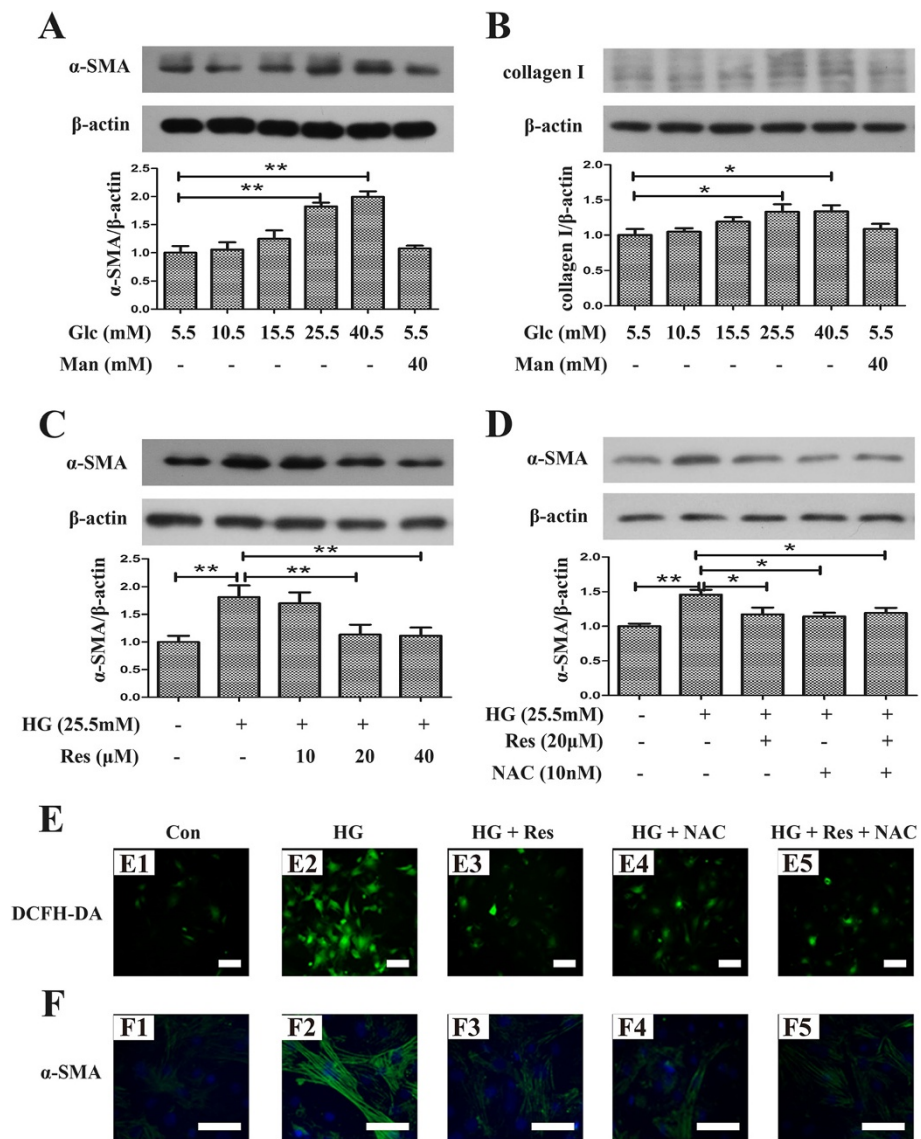 A
α-SMA
β-actin
α-SMA/β-actin
2.5
2.0
1.5
1.0
0.5
0.0
**
**
Glc (mM) 5.5 10.5 15.5 25.5 40.5 5.5
Man (mM) - - - - - 40
B
collagen I
β-actin
collagen I/β-actin
2.0
1.5
1.0
0.5
0.0
*
*
Glc (mM) 5.5 10.5 15.5 25.5 40.5 5.5
Man (mM) - - - - - 40
C
α-SMA
β-actin
α-SMA/β-actin
2.5
2.0
1.5
1.0
0.5
0.0
**
** **
HG (25.5mM) - + + + +
Res (μM) - - 10 20 40
D
α-SMA
β-actin
α-SMA/β-actin
2.0
1.5
1.0
0.5
0.0
*
*
** *
HG (25.5mM) - + + + +
Res (20μM) - - + - +
NAC (10nM) - - - + +
E
Con HG HG + Res HG + NAC HG + Res + NAC
E1 E2 E3 E4 E5
DCFH-DA
F
F1 F2 F3 F4 F5
α-SMA